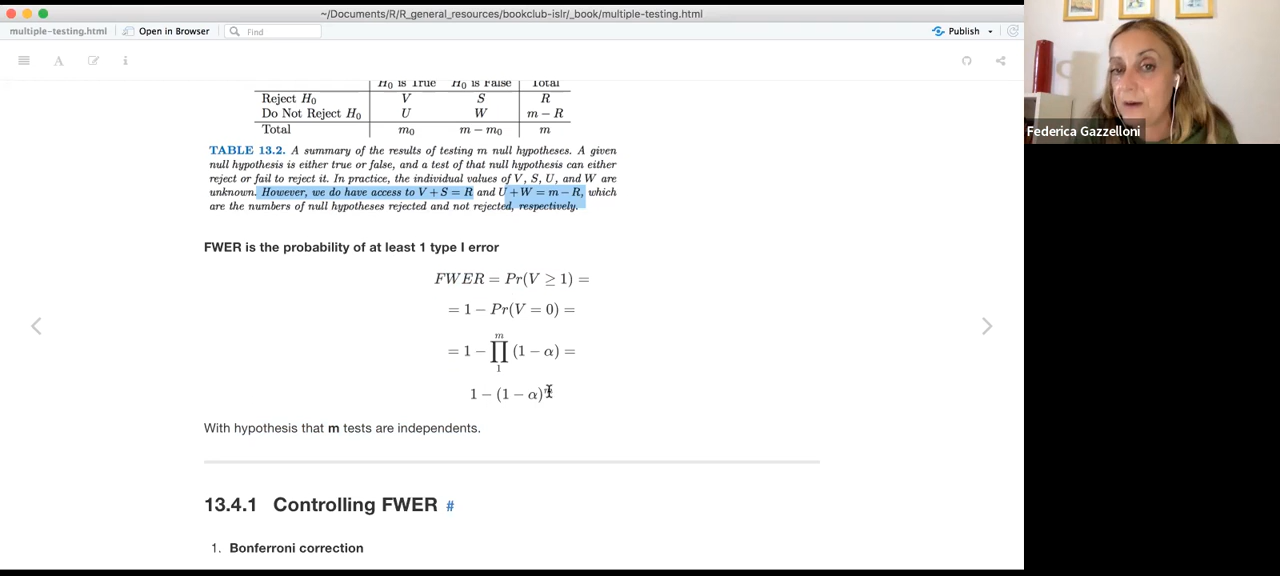 ~/Documents/R/R_general_resources/bookclub-islr/_book/multiple-testing.html
multiple-testing.html Open in Browser Find Publish
A i
H₀ is True H₀ is False Total
Reject H₀ V S R
Do Not Reject H₀ U W m − R
Total m₀ m − m₀ m
TABLE 13.2. A summary of the results of testing m null hypotheses. A given
null hypothesis is either true or false, and a test of that null hypothesis can either
reject or fail to reject it. In practice, the individual values of V, S, U, and W are
unknown. However, we do have access to V + S = R and U + W = m − R, which
are the numbers of null hypotheses rejected and not rejected, respectively.
FWER is the probability of at least 1 type I error
FWER = Pr(V ≥ 1) =
= 1 − Pr(V = 0) =
= 1 − ∏₁ᵐ (1 − α) =
1 − (1 − α)ᵐ
With hypothesis that m tests are independents.
13.4.1 Controlling FWER #
1. Bonferroni correction
Federica Gazzelloni